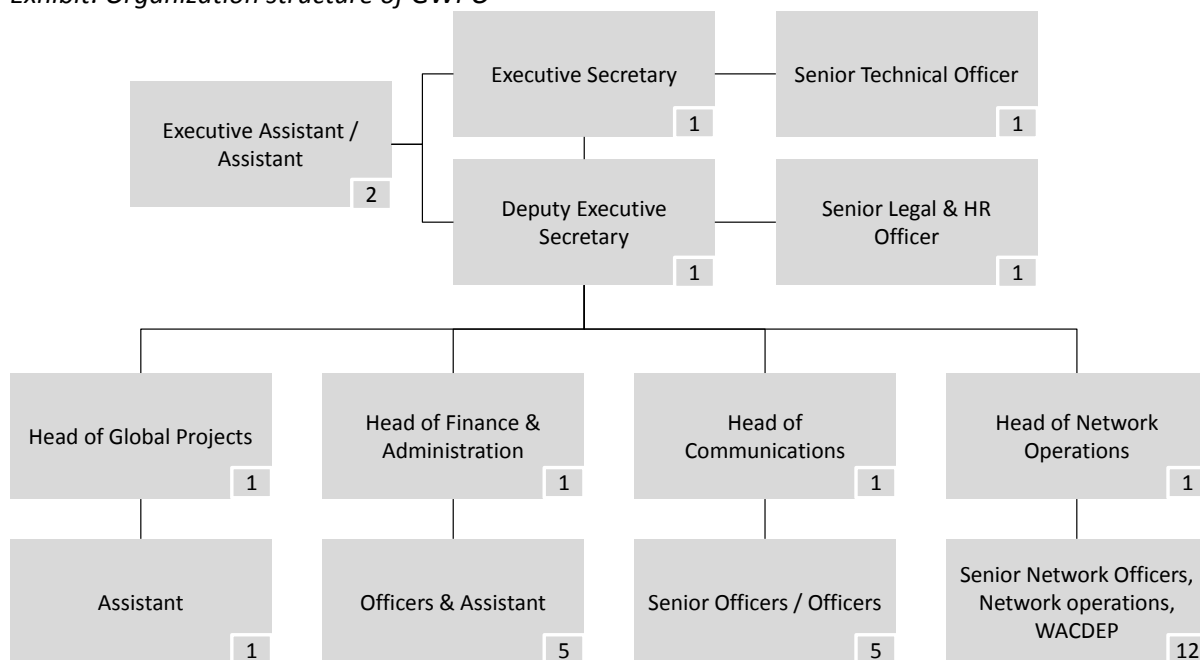 Exhibit: Organization structure of GWPO
Executive Secretary
1
Senior Technical Officer
1
Executive Assistant /
Assistant
2
Deputy Executive
Secretary
1
Senior Legal & HR
Officer
1
Head of Global Projects
1
Head of Finance &
Administration
1
Head of
Communications
1
Head of Network
Operations
1
Assistant
1
Officers & Assistant
5
Senior Officers / Officers
5
Senior Network Officers,
Network operations,
WACDEP
12